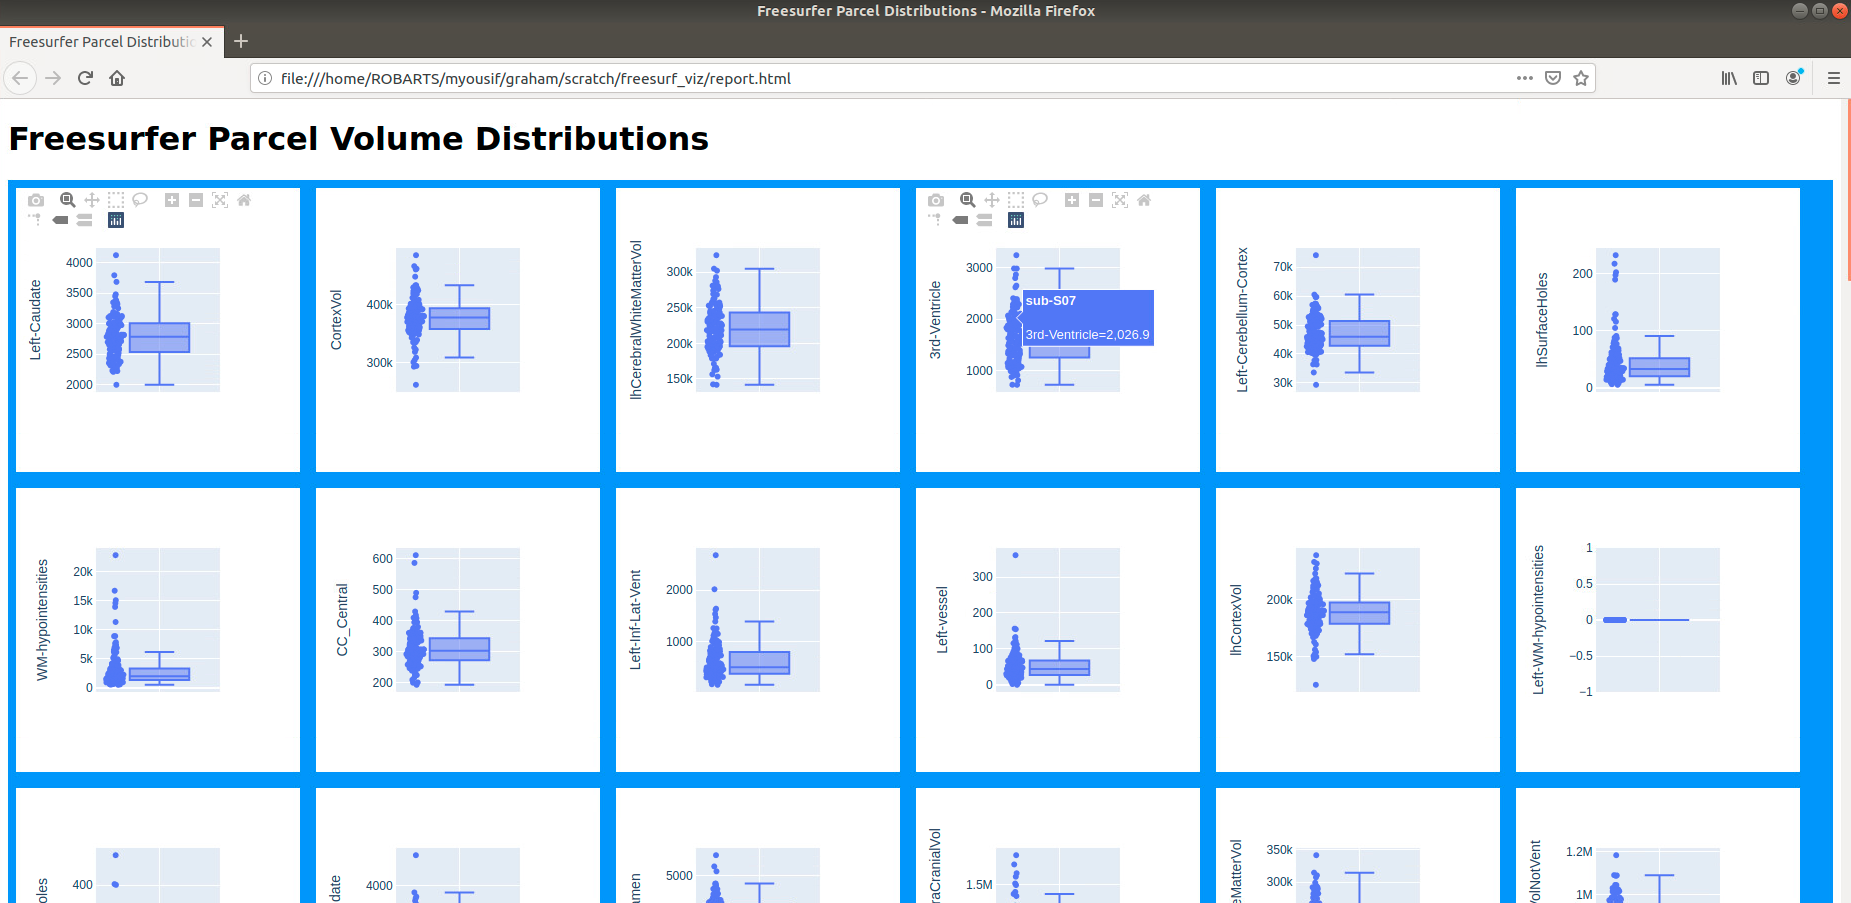 Freesurfer Parcel Distributions - Mozilla Firefox
Freesurfer Parcel Distributio
file:///home/ROBARTS/myousif/graham/scratch/freesurf_viz/report.html
Freesurfer Parcel Volume Distributions
Left-Caudate
4000
3500
3000
2500
2000
CortexVol
400k
300k
lhCerebralWhiteMatterVol
300k
250k
200k
150k
3rd-Ventricle
3000
2000
1000
sub-S07
3rd-Ventricle=2,026.9
Left-Cerebellum-Cortex
70k
60k
50k
40k
30k
lhSurfaceHoles
200
100
0
WM-hypointensities
20k
15k
10k
5k
0
CC_Central
600
500
400
300
200
Left-Inf-Lat-Vent
2000
1000
Left-vessel
300
200
100
0
lhCortexVol
200k
150k
Left-WM-hypointensities
1
0.5
0
−0.5
−1
oles
400
date
4000
amen
5000
raCranialVol
1.5M
eMatterVol
350k
300k
VolNotVent
1.2M
1M